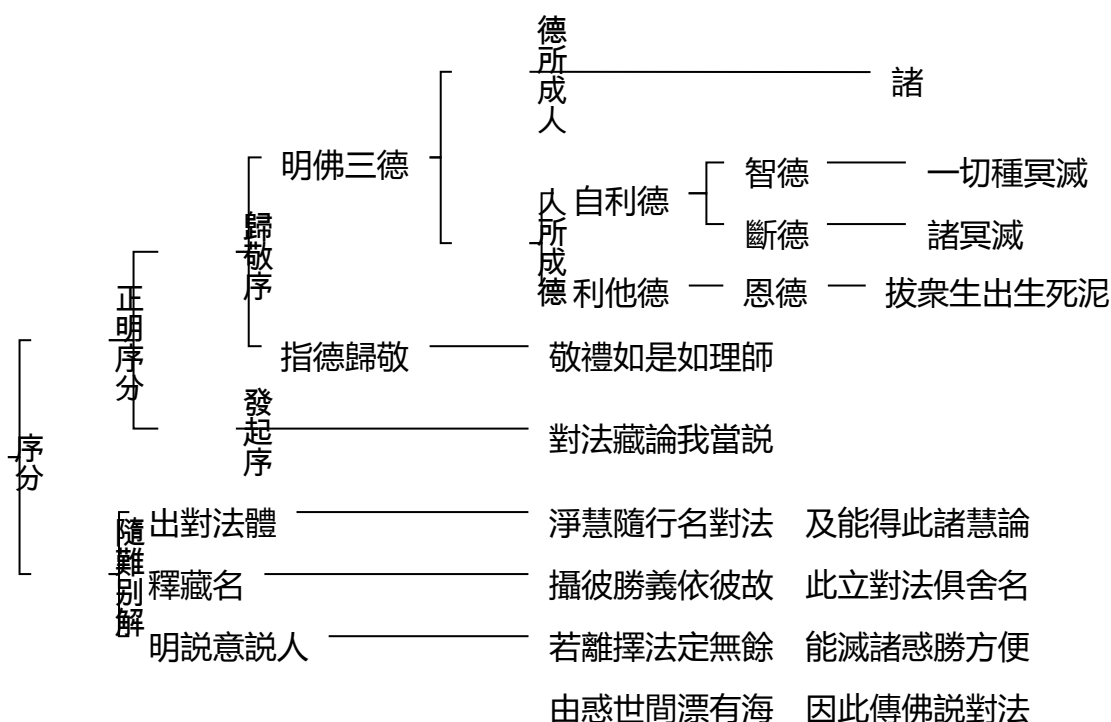 序分
正明序分
歸敬序
明佛三德
德所成人
諸
人所成德
自利德
智德
一切種冥滅
斷德
諸冥滅
利他德
恩德
拔衆生出生死泥
指德歸敬
敬禮如是如理師
發起序
對法藏論我當説
隨難別解
出對法體
淨慧隨行名對法　及能得此諸慧論
釋藏名
攝彼勝義依彼故　此立對法俱舍名
明説意説人
若離擇法定無餘　能滅諸惑勝方便
由惑世間漂有海　因此傳佛説對法